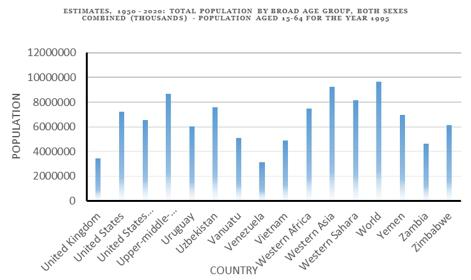 ESTIMATES, 1950 - 2020: TOTAL POPULATION BY BROAD AGE GROUP, BOTH SEXES
COMBINED (THOUSANDS) - POPULATION AGED 15-64 FOR THE YEAR 1995
12000000
10000000
8000000
6000000
4000000
2000000
0
POPULATION
United Kingdom
United States
United States...
Upper-middle-...
Uruguay
Uzbekistan
Vanuatu
Venezuela
Vietnam
Western Africa
Western Asia
Western Sahara
World
Yemen
Zambia
Zimbabwe
COUNTRY